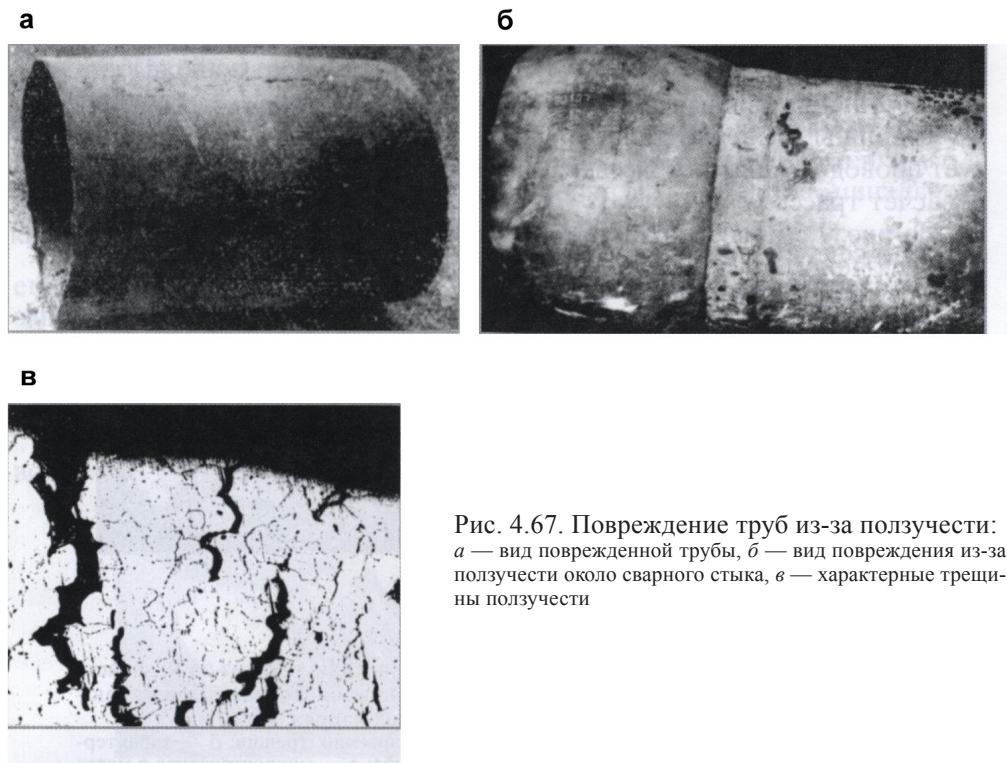 а
б
в
Рис. 4.67. Повреждение труб из-за ползучести:
а — вид поврежденной трубы, б — вид повреждения из-за
ползучести около сварного стыка, в — характерные трещи-
ны ползучести